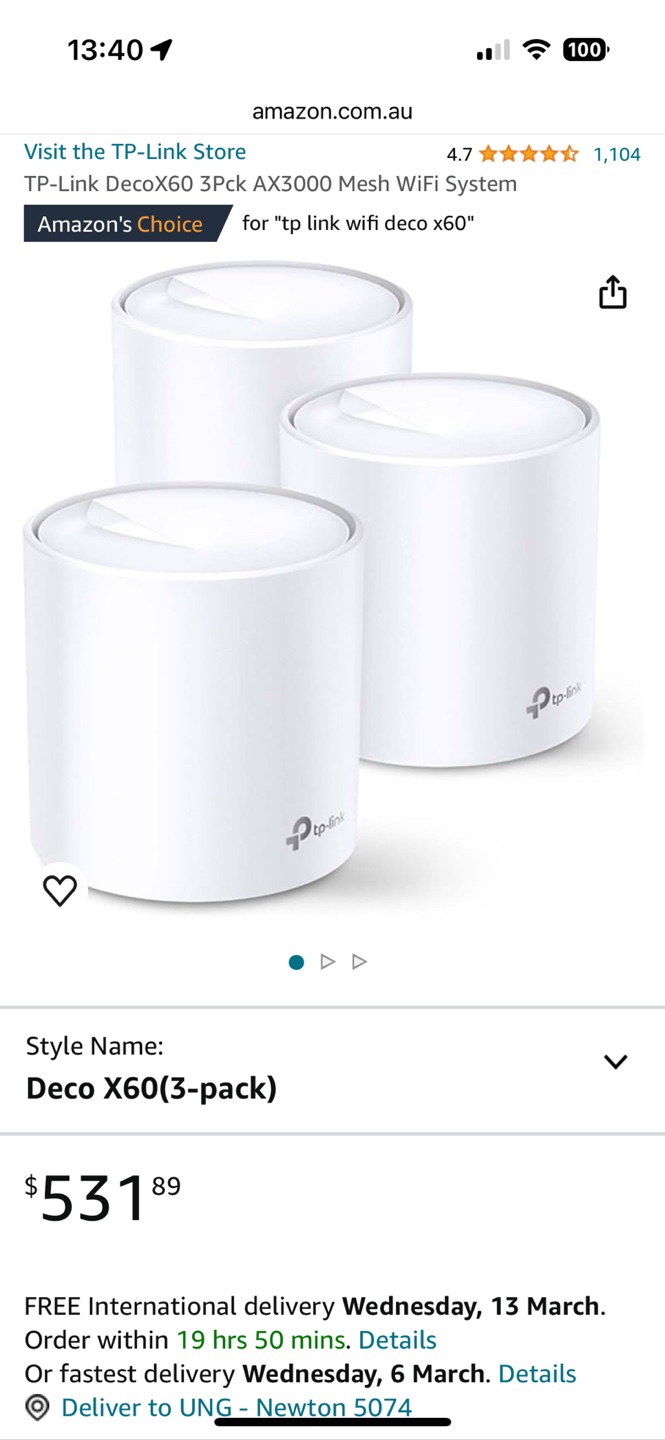 13:40
100
amazon.com.au
Visit the TP-Link Store
4.7
1,104
TP-Link DecoX60 3Pck AX3000 Mesh WiFi System
Amazon's Choice for "tp link wifi deco x60"
tp-link
tp-link
Style Name:
Deco X60(3-pack)
$531 89
FREE International delivery Wednesday, 13 March.
Order within 19 hrs 50 mins. Details
Or fastest delivery Wednesday, 6 March. Details
Deliver to UNG - Newton 5074